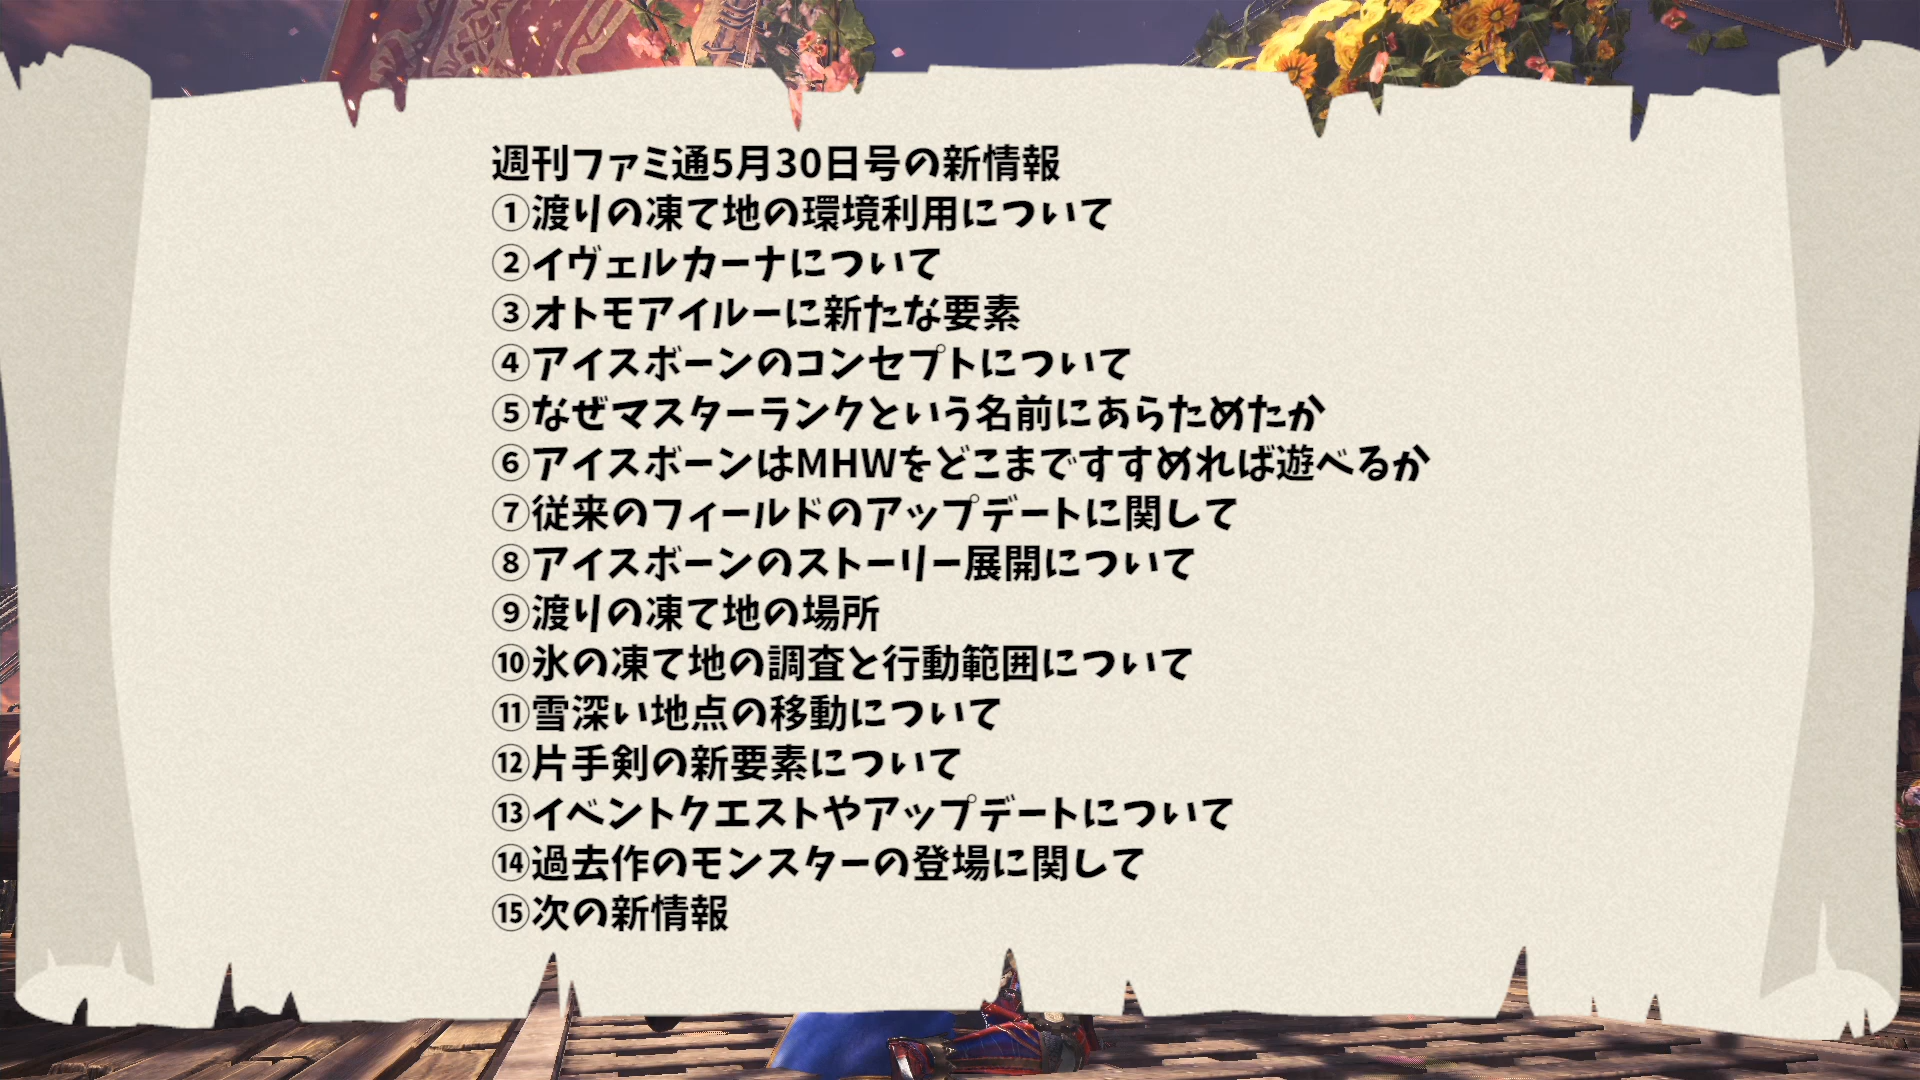 週刊ファミ通5月30日号の新情報
①渡りの凍て地の環境利用について
②イヴェルカーナについて
③オトモアイルーに新たな要素
④アイスボーンのコンセプトについて
⑤なぜマスターランクという名前にあらためたか
⑥アイスボーンはMHWをどこまですすめれば遊べるか
⑦従来のフィールドのアップデートに関して
⑧アイスボーンのストーリー展開について
⑨渡りの凍て地の場所
⑩氷の凍て地の調査と行動範囲について
⑪雪深い地点の移動について
⑫片手剣の新要素について
⑬イベントクエストやアップデートについて
⑭過去作のモンスターの登場に関して
⑮次の新情報